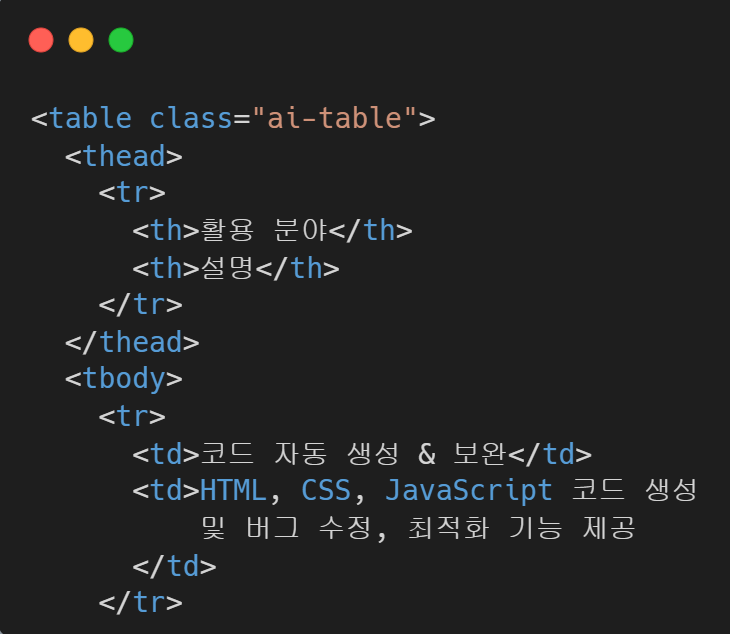 <table class="ai-table">
<thead>
<tr>
<th>활용 분야</th>
<th>설명</th>
</tr>
</thead>
<tbody>
<tr>
<td>코드 자동 생성 & 보완</td>
<td>HTML, CSS, JavaScript 코드 생성
및 버그 수정, 최적화 기능 제공
</td>
</tr>